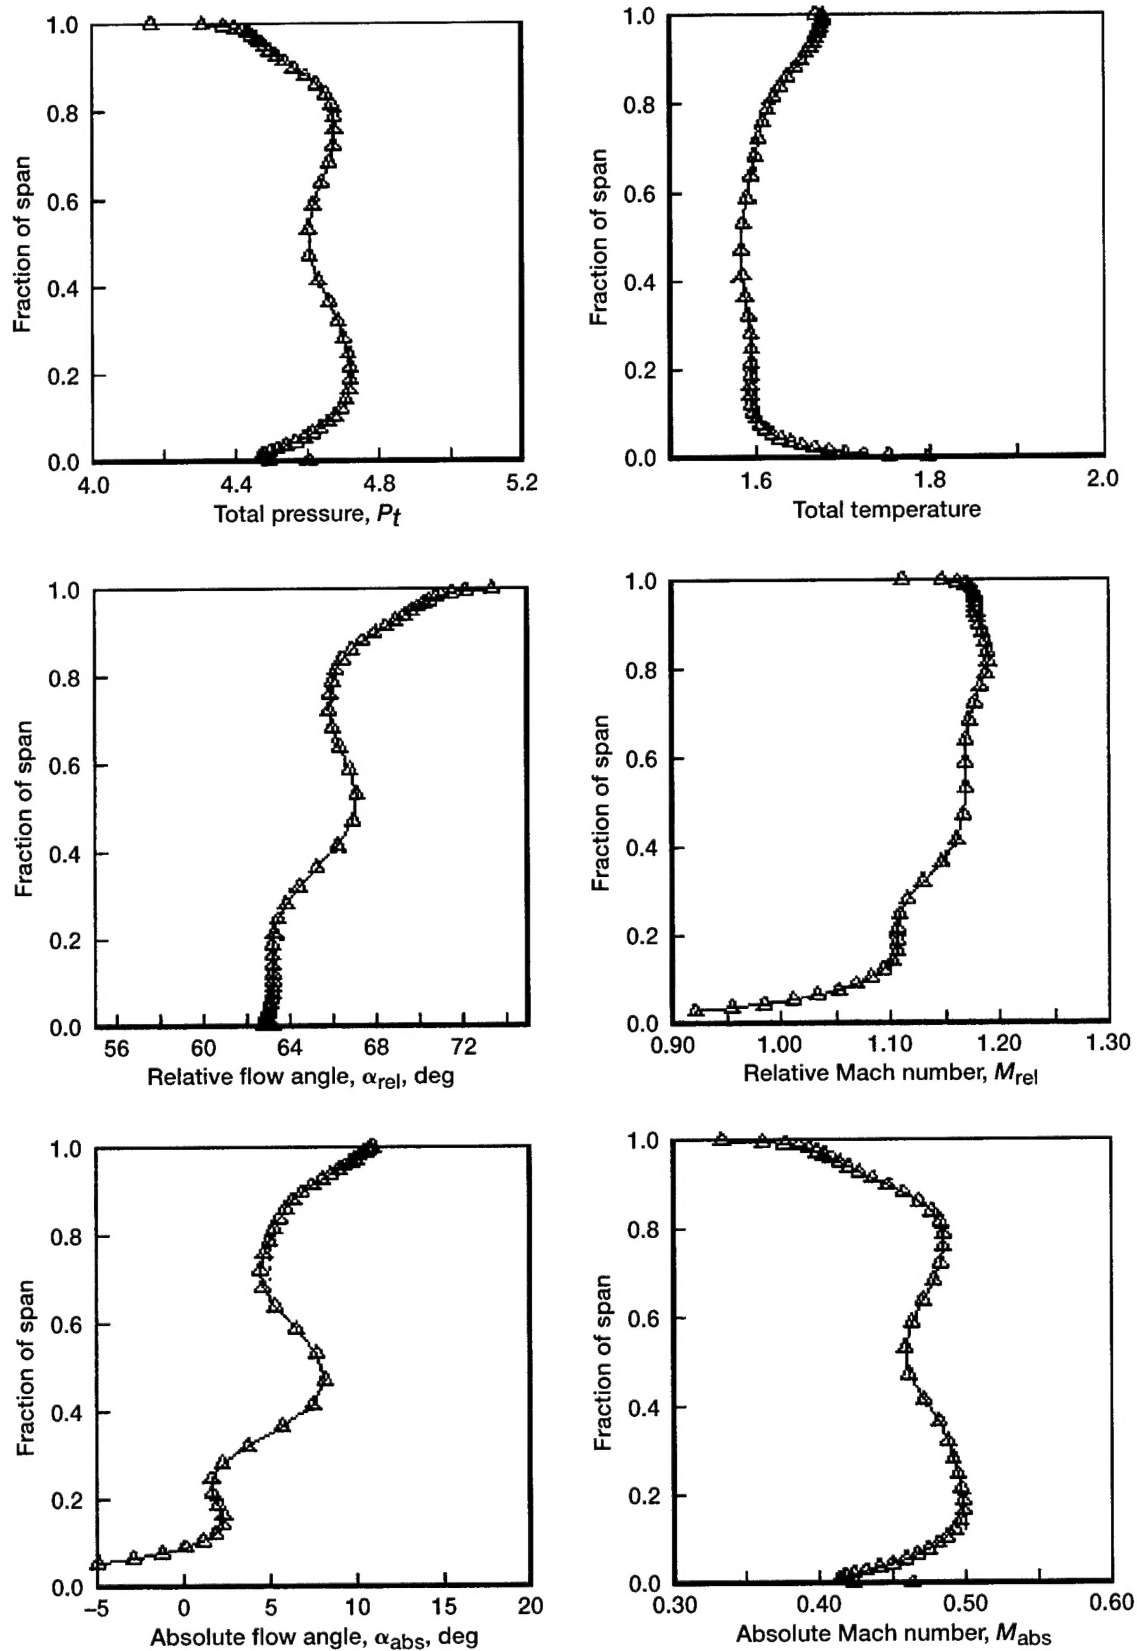 1.0
0.8
0.6
0.4
0.2
0.0
Fraction of span
4.0 4.4 4.8 5.2
Total pressure, Pt
1.0
0.8
0.6
0.4
0.2
0.0
Fraction of span
1.6 1.8 2.0
Total temperature
1.0
0.8
0.6
0.4
0.2
0.0
Fraction of span
56 60 64 68 72
Relative flow angle, αrel, deg
1.0
0.8
0.6
0.4
0.2
0.0
Fraction of span
0.90 1.00 1.10 1.20 1.30
Relative Mach number, Mrel
1.0
0.8
0.6
0.4
0.2
0.0
Fraction of span
–5 0 5 10 15 20
Absolute flow angle, αabs, deg
1.0
0.8
0.6
0.4
0.2
0.0
Fraction of span
0.30 0.40 0.50 0.60
Absolute Mach number, Mabs